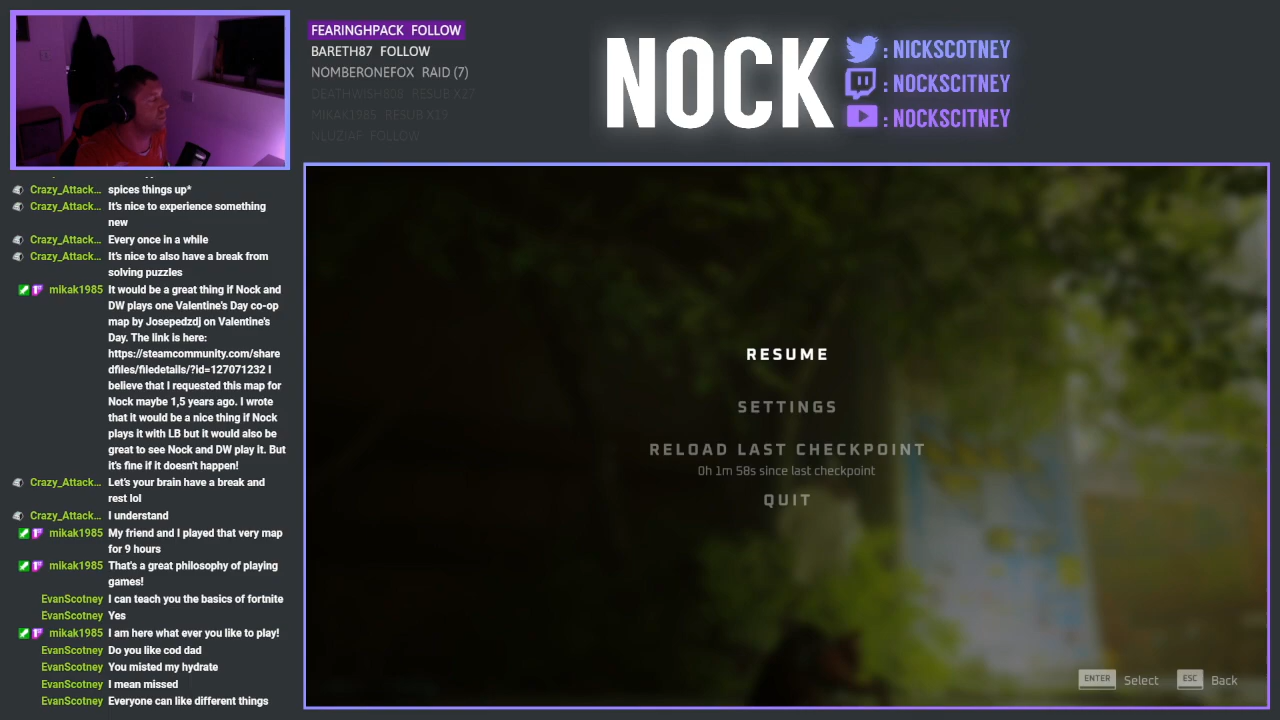 FEARINGHPACK FOLLOW
BARETH87 FOLLOW
NOMBERONEFOX RAID (7)
DEATHWISH808 RESUB X27
MIKAK1985 RESUB X19
NLUZIAP FOLLOW
NOCK
: NICKSCOTNEY
: NOCKSCITNEY
: NOCKSCITNEY
Crazy_Attack... spices things up*
Crazy_Attack... It's nice to experience something
new
Crazy_Attack... Every once in a while
Crazy_Attack... It's nice to also have a break from
solving puzzles
mikak1985 It would be a great thing if Nock and
DW plays one Valentine's Day co-op
map by Josepedzdj on Valentine's
Day. The link is here:
https://steamcommunity.com/share
dfiles/filedetails/?id=127071232 I
believe that I requested this map for
Nock maybe 1,5 years ago. I wrote
that it would be a nice thing if Nock
plays it with LB but it would also be
great to see Nock and DW play it. But
it's fine if it doesn't happen!
Crazy_Attack... Let's your brain have a break and
rest lol
Crazy_Attack... I understand
mikak1985 My friend and I played that very map
for 9 hours
mikak1985 That's a great philosophy of playing
games!
EvanScotney I can teach you the basics of fortnite
EvanScotney Yes
mikak1985 I am here what ever you like to play!
EvanScotney Do you like cod dad
EvanScotney You misted my hydrate
EvanScotney I mean missed
EvanScotney Everyone can like different things
RESUME
SETTINGS
RELOAD LAST CHECKPOINT
0h 1m 58s since last checkpoint
QUIT
ENTER Select ESC Back